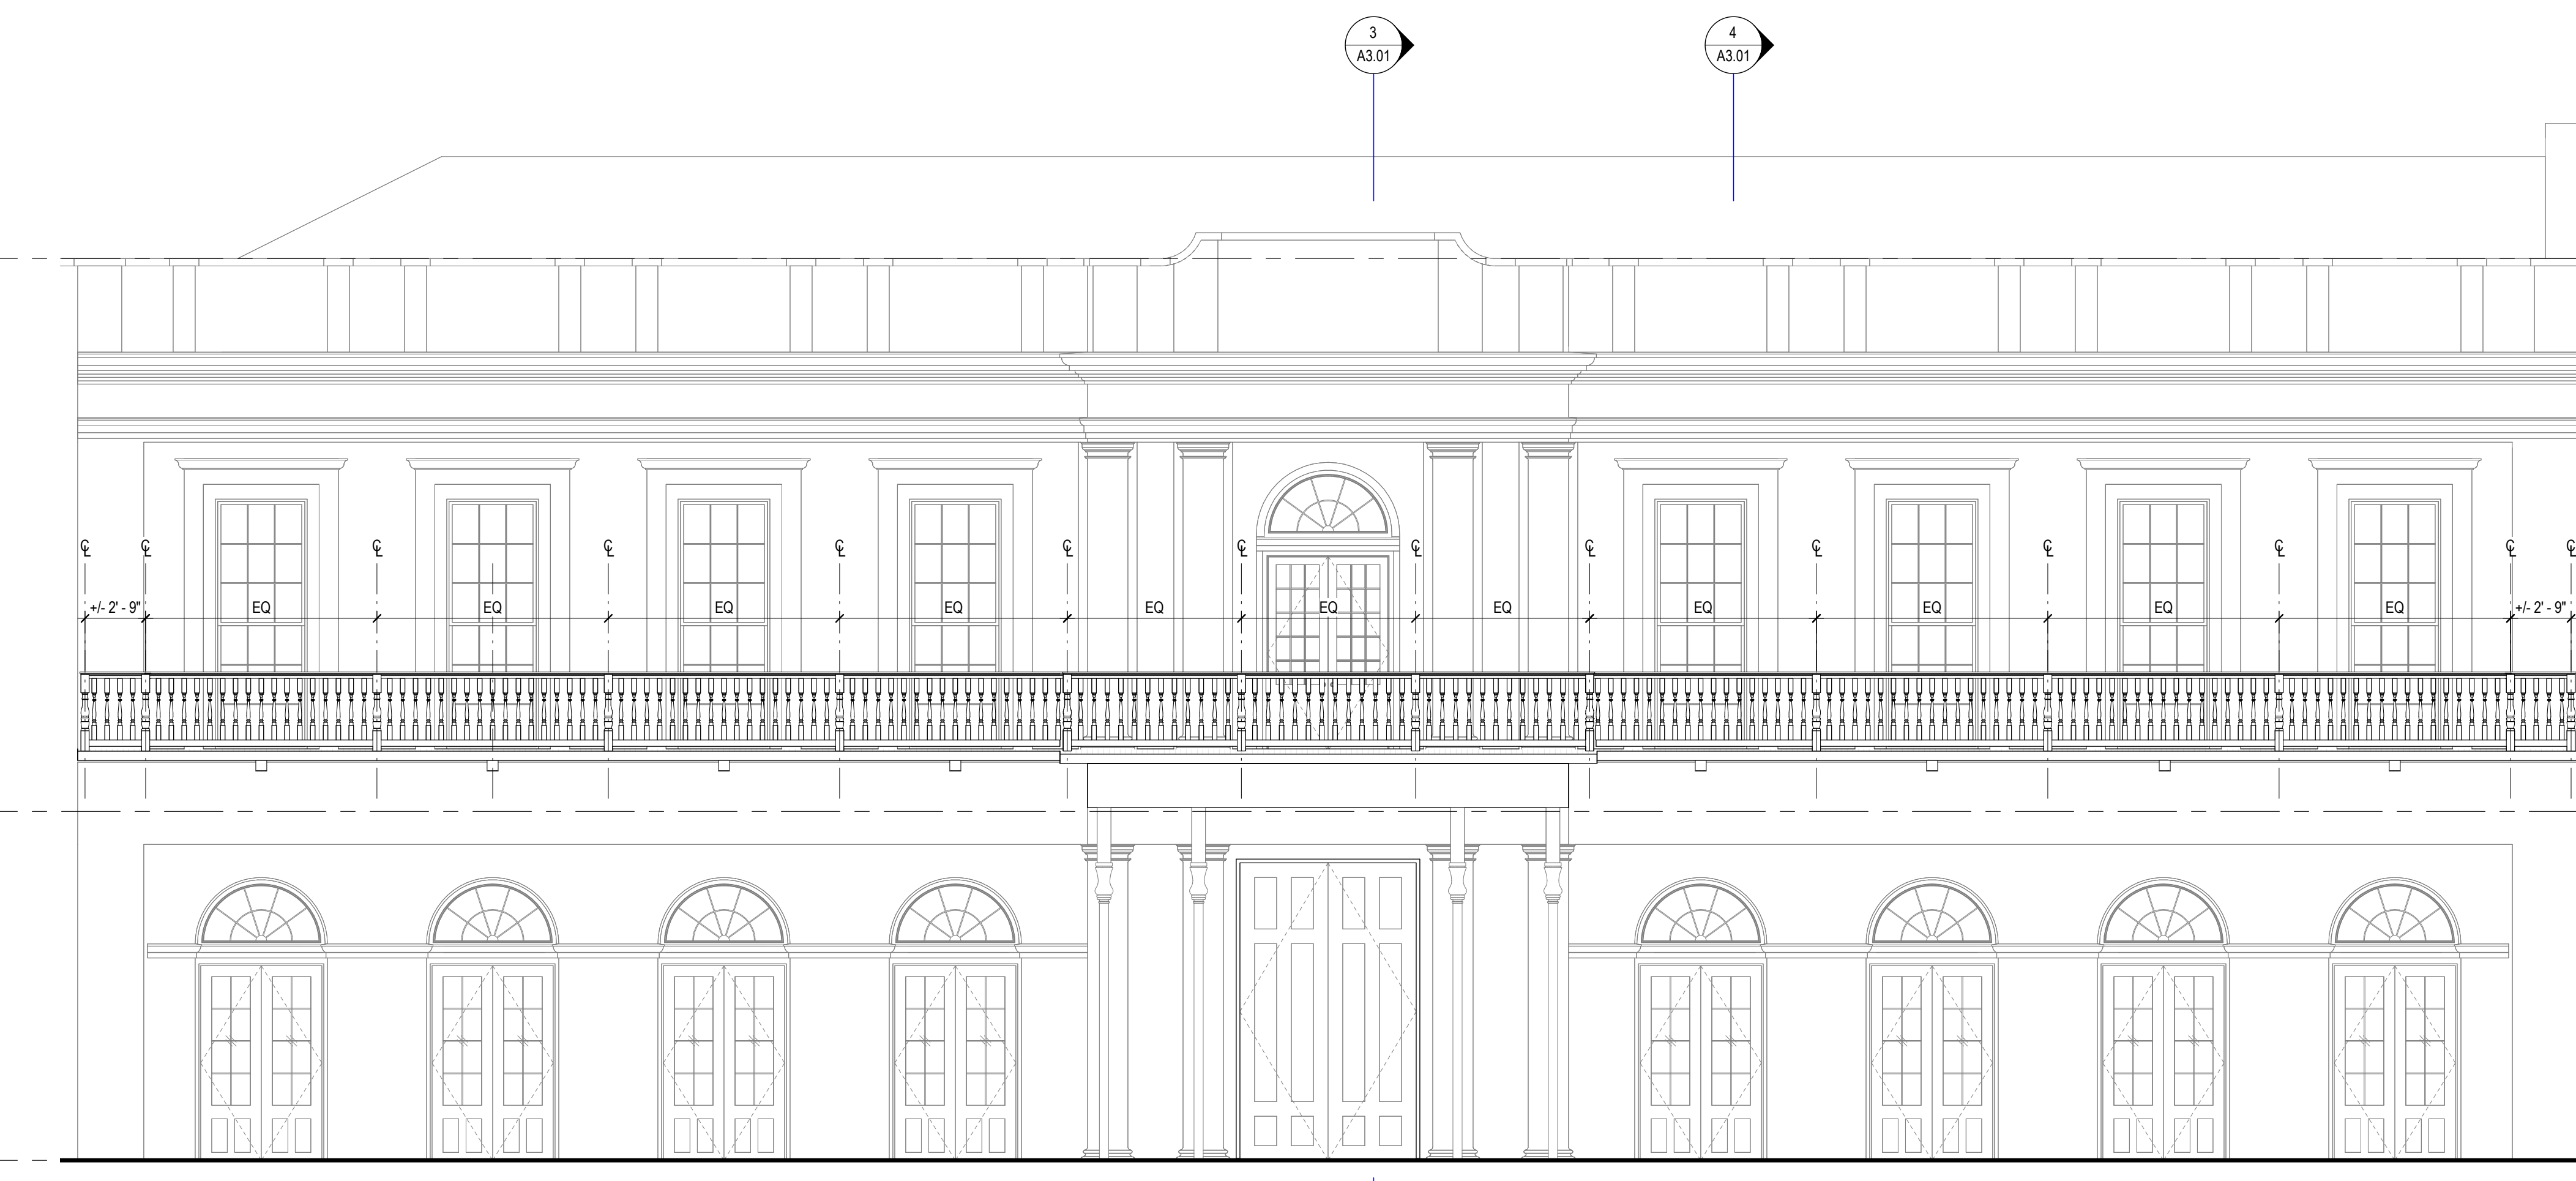 3
A3.01
4
A3.01
℄ ℄ ℄ ℄ ℄ ℄ ℄ ℄ ℄ ℄ ℄ ℄ ℄ ℄
+/- 2' - 9" EQ EQ EQ EQ EQ EQ EQ EQ EQ EQ EQ +/- 2' - 9"